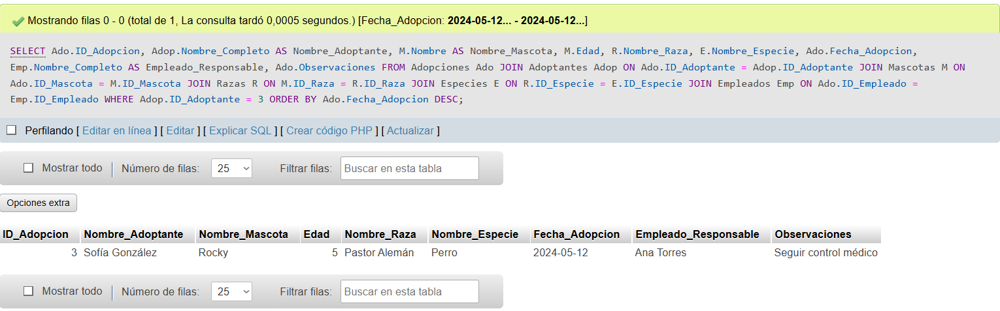 Mostrando filas 0 - 0 (total de 1, La consulta tardó 0,0005 segundos.) [Fecha_Adopcion: 2024-05-12... - 2024-05-12...]
SELECT Ado.ID_Adopcion, Adop.Nombre_Completo AS Nombre_Adoptante, M.Nombre AS Nombre_Mascota, M.Edad, R.Nombre_Raza, E.Nombre_Especie, Ado.Fecha_Adopcion,
Emp.Nombre_Completo AS Empleado_Responsable, Ado.Observaciones FROM Adopciones Ado JOIN Adoptantes Adop ON Ado.ID_Adoptante = Adop.ID_Adoptante JOIN Mascotas M ON
Ado.ID_Mascota = M.ID_Mascota JOIN Razas R ON M.ID_Raza = R.ID_Raza JOIN Especies E ON R.ID_Especie = E.ID_Especie JOIN Empleados Emp ON Ado.ID_Empleado =
Emp.ID_Empleado WHERE Adop.ID_Adoptante = 3 ORDER BY Ado.Fecha_Adopcion DESC;
Perfilando [ Editar en línea ] [ Editar ] [ Explicar SQL ] [ Crear código PHP ] [ Actualizar ]
Mostrar todo | Número de filas: 25 Filtrar filas: Buscar en esta tabla
Opciones extra
ID_Adopcion Nombre_Adoptante Nombre_Mascota Edad Nombre_Raza Nombre_Especie Fecha_Adopcion Empleado_Responsable Observaciones
3 Sofía González Rocky 5 Pastor Alemán Perro 2024-05-12 Ana Torres Seguir control médico
Mostrar todo | Número de filas: 25 Filtrar filas: Buscar en esta tabla